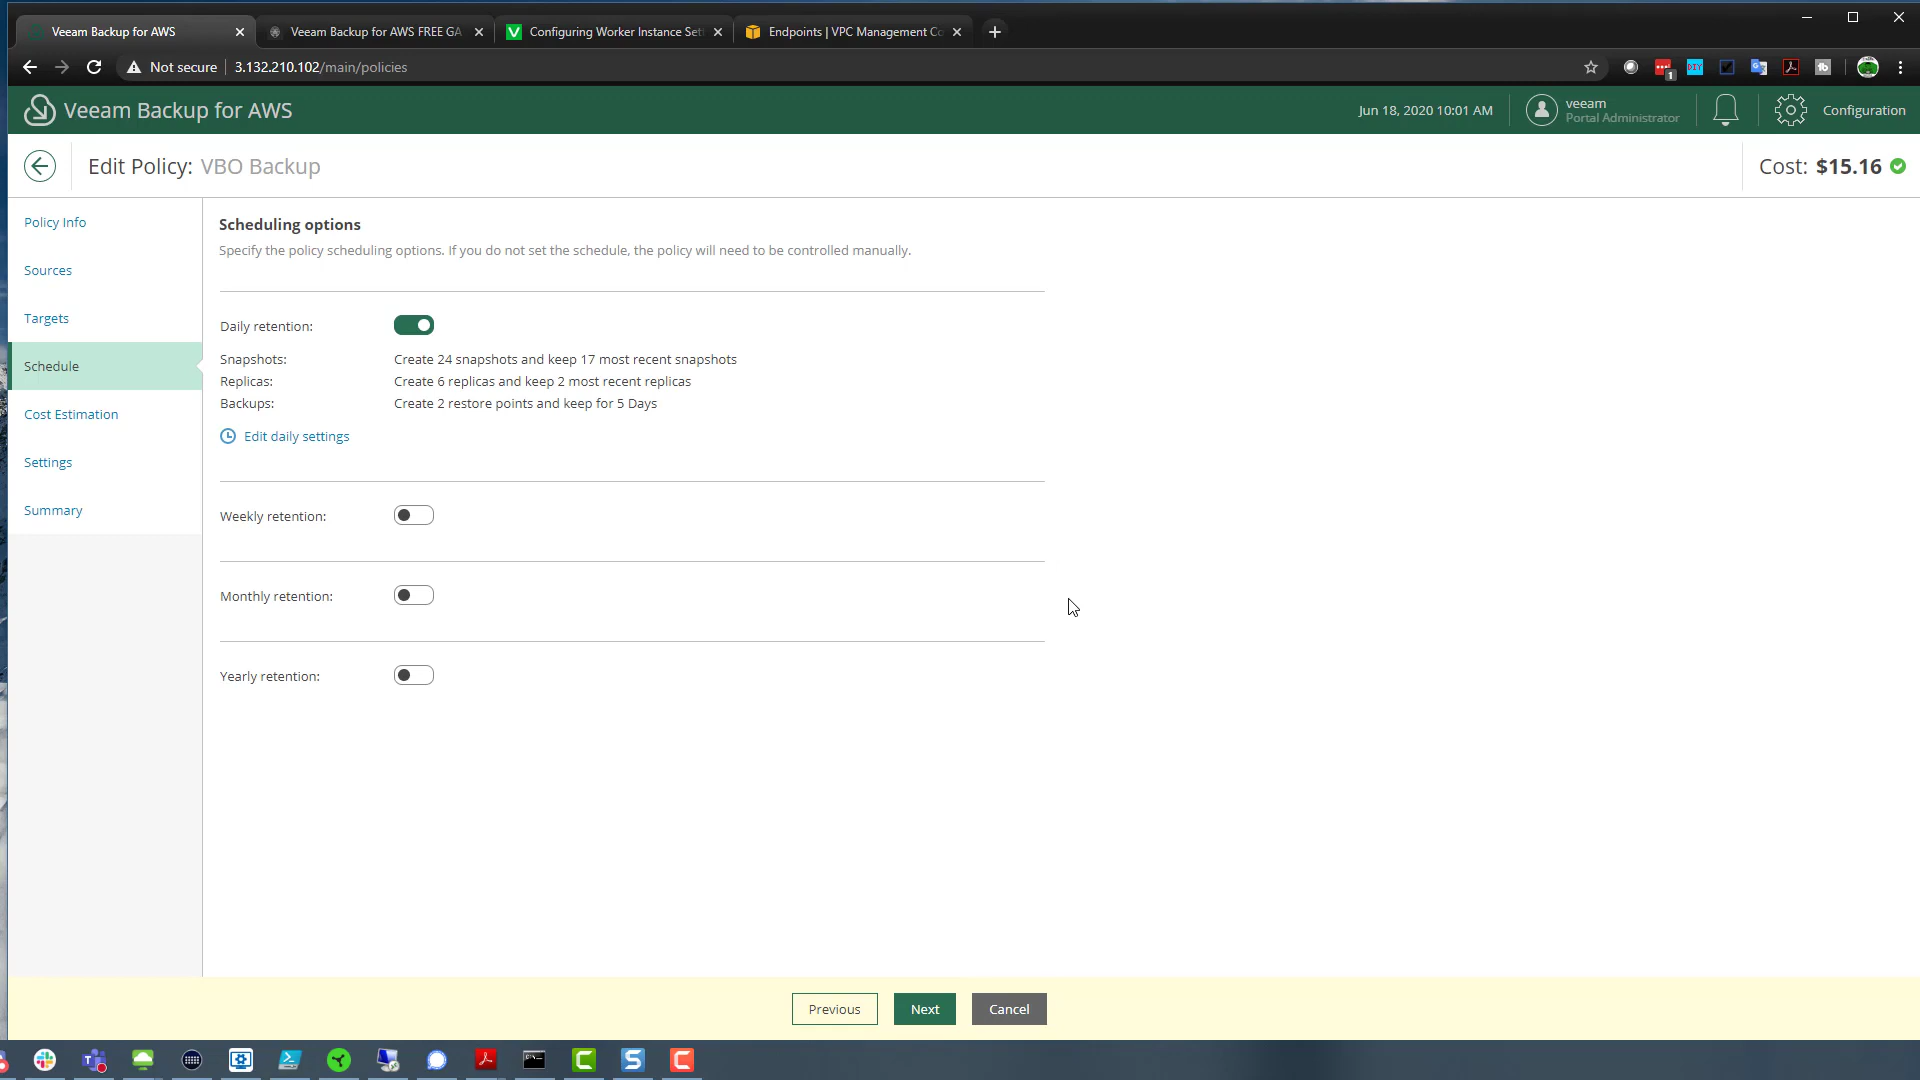 Veeam Backup for AWS
Veeam Backup for AWS FREE GA
Configuring Worker Instance Set
Endpoints | VPC Management Co
Not secure
3.132.210.102/main/policies
1
DIY
Veeam Backup for AWS
Jun 18, 2020 10:01 AM
veeam
Portal Administrator
Configuration
Edit Policy: VBO Backup
Cost: $15.16
Policy Info
Sources
Targets
Schedule
Cost Estimation
Settings
Summary
Scheduling options
Specify the policy scheduling options. If you do not set the schedule, the policy will need to be controlled manually.
Daily retention:
Snapshots: Create 24 snapshots and keep 17 most recent snapshots
Replicas: Create 6 replicas and keep 2 most recent replicas
Backups: Create 2 restore points and keep for 5 Days
Edit daily settings
Weekly retention:
Monthly retention:
Yearly retention:
Previous
Next
Cancel